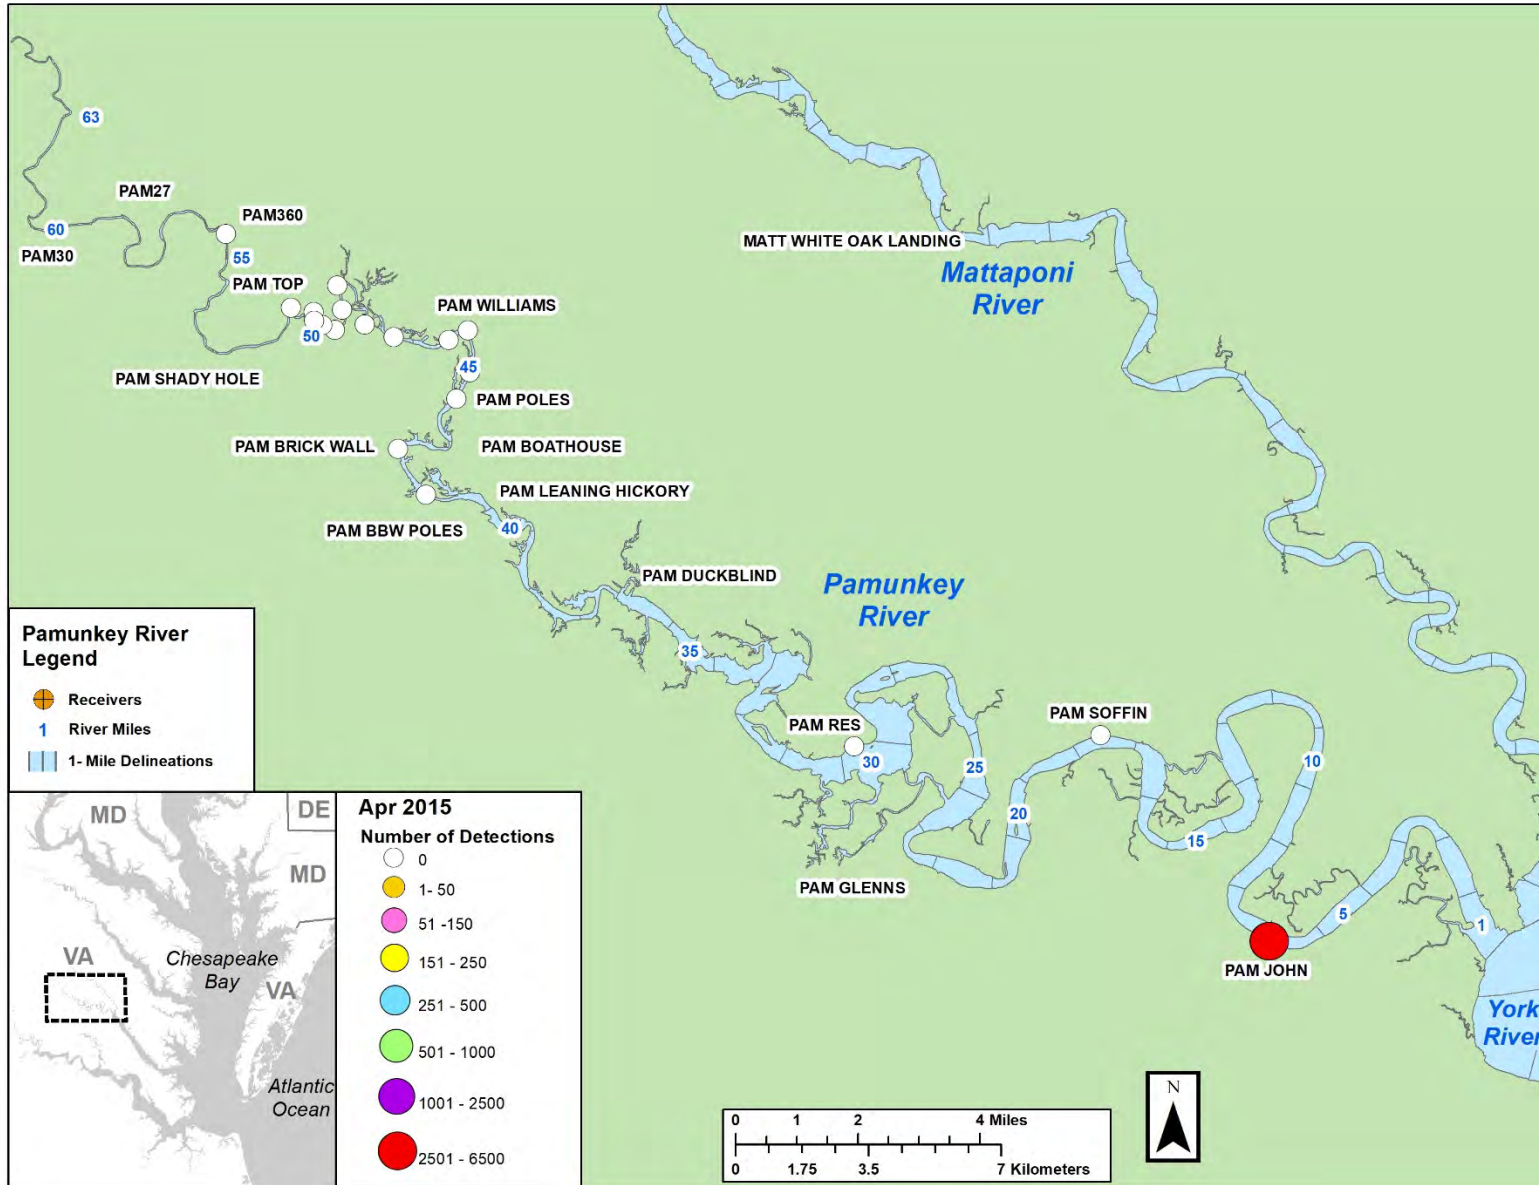 63
PAM27
PAM360
60
PAM30
55
PAM TOP
50
PAM SHADY HOLE
PAM WILLIAMS
45
PAM POLES
PAM BRICK WALL
PAM BOATHOUSE
PAM LEANING HICKORY
PAM BBW POLES
40
PAM DUCKBLIND
35
MATT WHITE OAK LANDING
Mattaponi
River
Pamunkey
River
PAM RES
30
PAM GLENNS
25
20
PAM SOFFIN
15
10
5
1
PAM JOHN
York
River
Pamunkey River
Legend
Receivers
1 River Miles
1- Mile Delineations
MD
DE
MD
VA
Chesapeake
Bay
VA
Atlantic
Ocean
Apr 2015
Number of Detections
0
1- 50
51 -150
151 - 250
251 - 500
501 - 1000
1001 - 2500
2501 - 6500
0 1 2 4 Miles
0 1.75 3.5 7 Kilometers
N